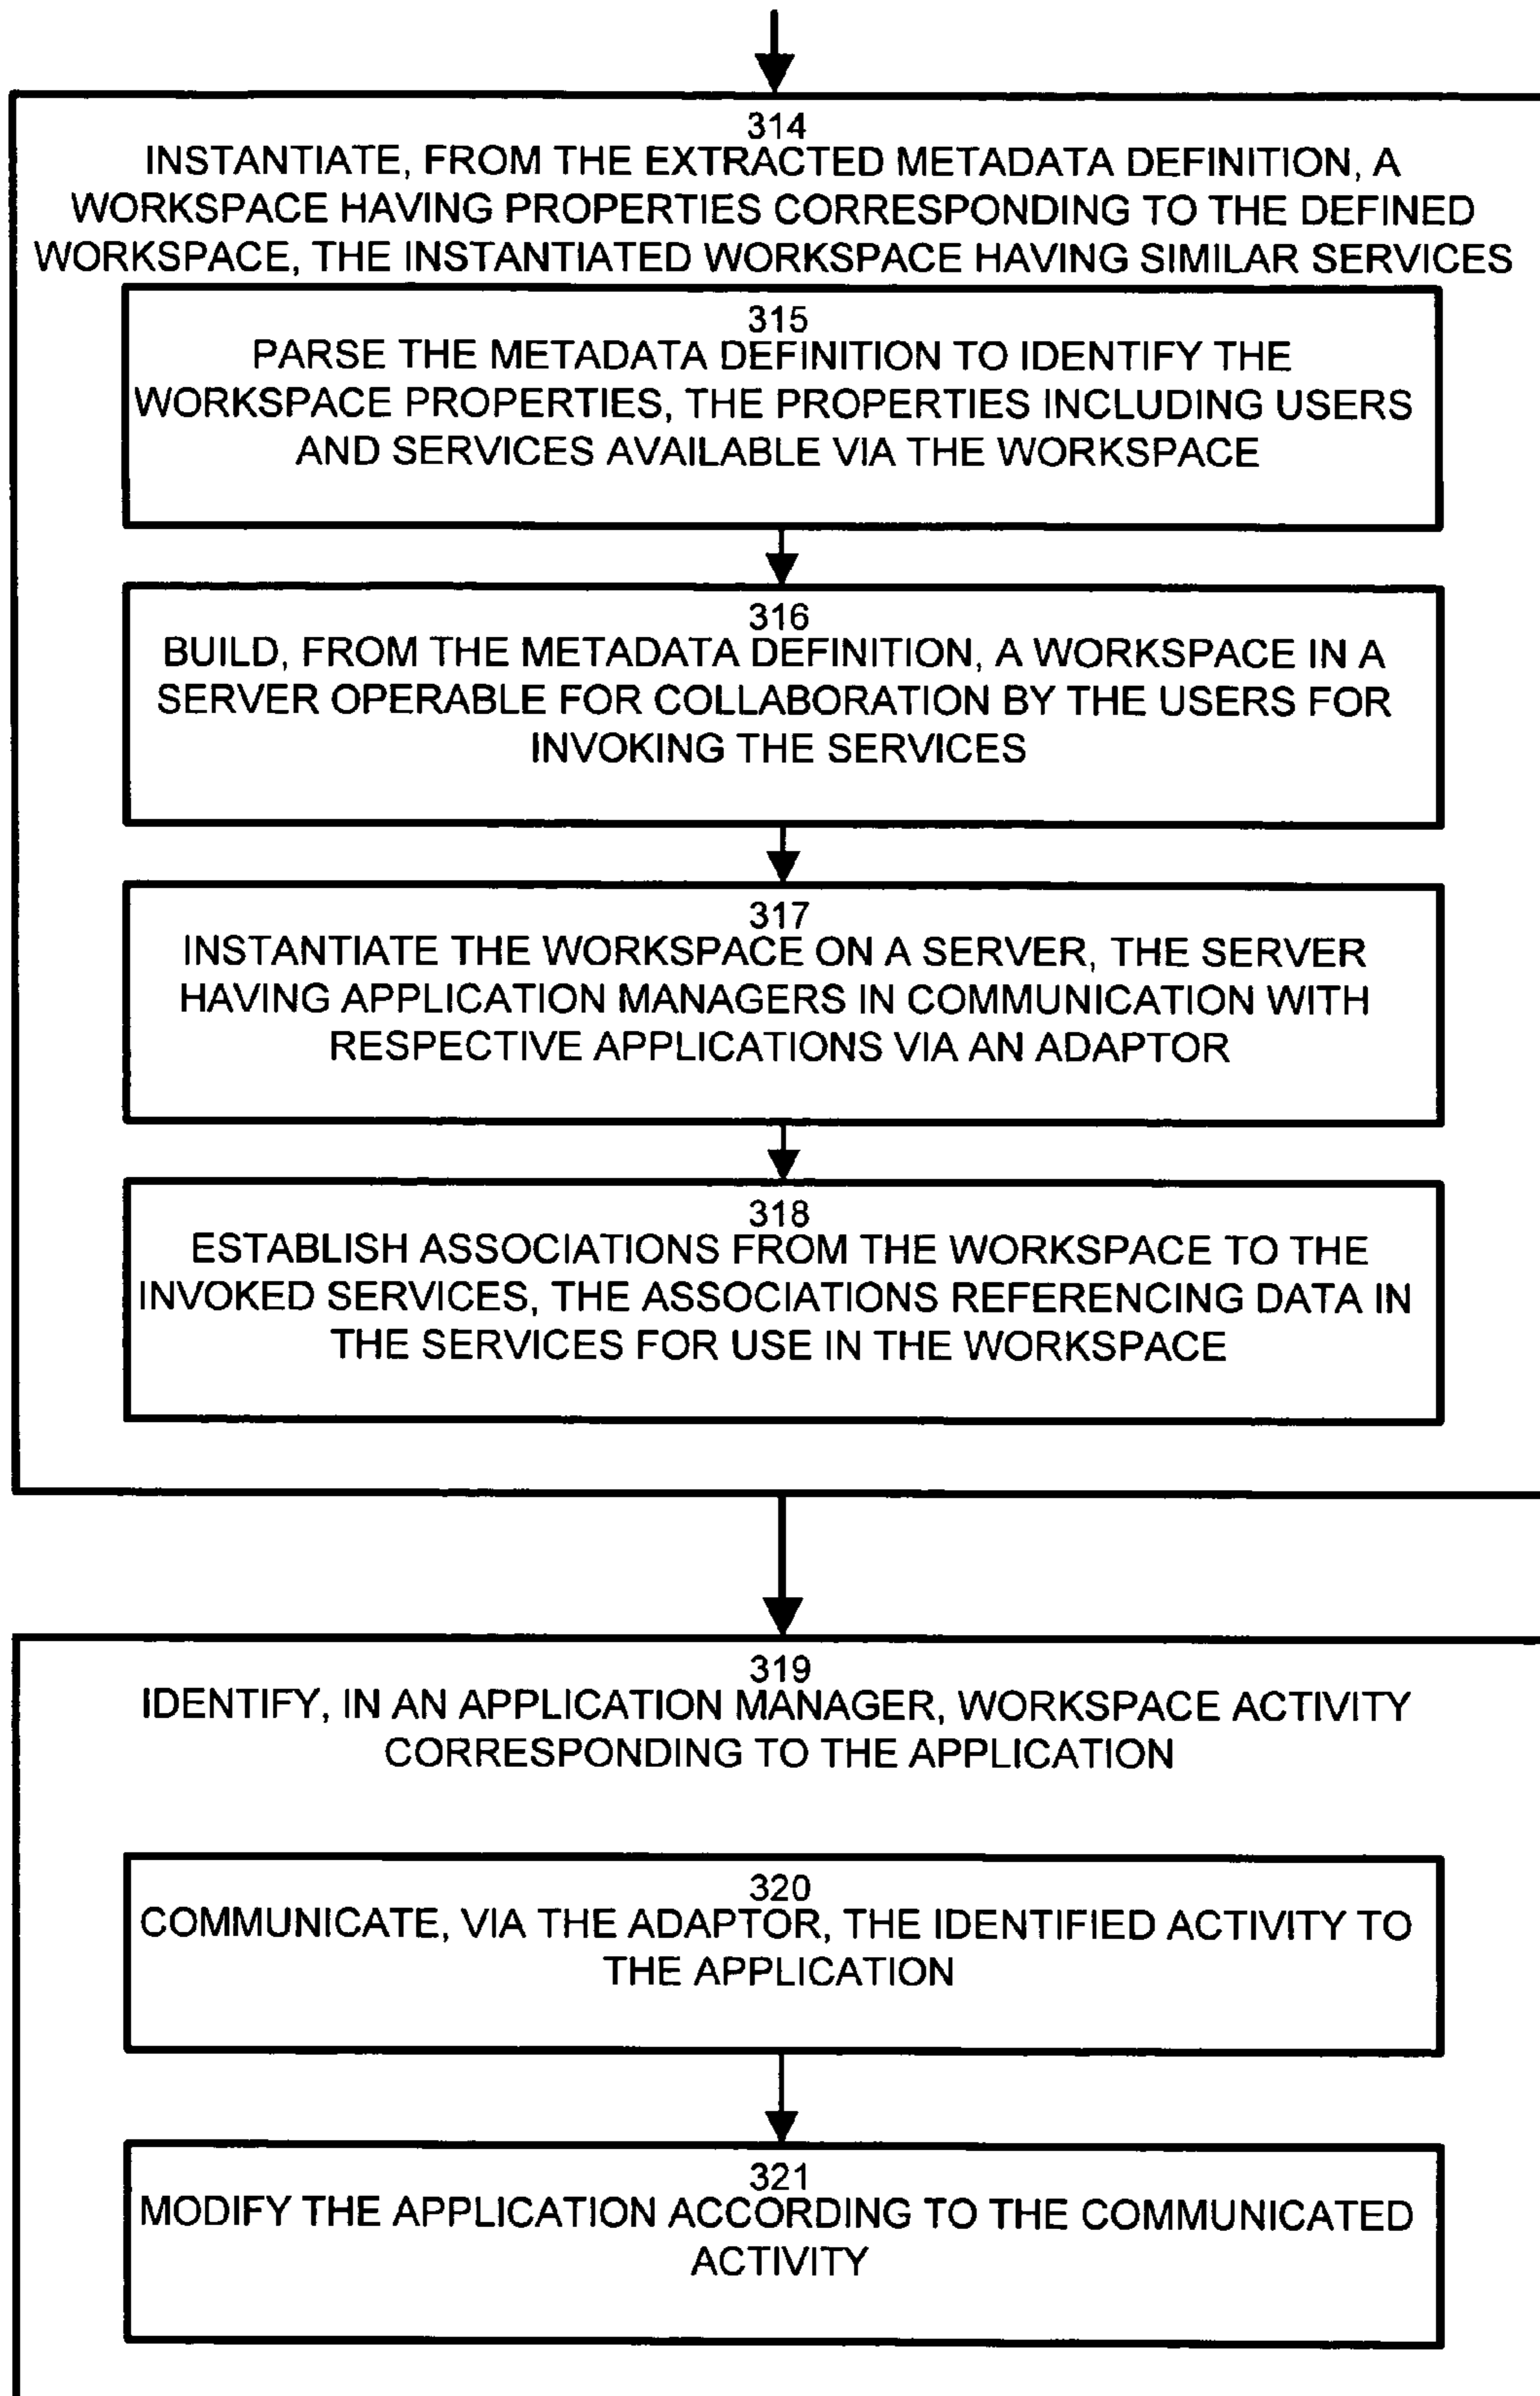 314
INSTANTIATE, FROM THE EXTRACTED METADATA DEFINITION, A
WORKSPACE HAVING PROPERTIES CORRESPONDING TO THE DEFINED
WORKSPACE, THE INSTANTIATED WORKSPACE HAVING SIMILAR SERVICES
315
PARSE THE METADATA DEFINITION TO IDENTIFY THE
WORKSPACE PROPERTIES, THE PROPERTIES INCLUDING USERS
AND SERVICES AVAILABLE VIA THE WORKSPACE
316
BUILD, FROM THE METADATA DEFINITION, A WORKSPACE IN A
SERVER OPERABLE FOR COLLABORATION BY THE USERS FOR
INVOKING THE SERVICES
317
INSTANTIATE THE WORKSPACE ON A SERVER, THE SERVER
HAVING APPLICATION MANAGERS IN COMMUNICATION WITH
RESPECTIVE APPLICATIONS VIA AN ADAPTOR
318
ESTABLISH ASSOCIATIONS FROM THE WORKSPACE TO THE
INVOKED SERVICES, THE ASSOCIATIONS REFERENCING DATA IN
THE SERVICES FOR USE IN THE WORKSPACE
319
IDENTIFY, IN AN APPLICATION MANAGER, WORKSPACE ACTIVITY
CORRESPONDING TO THE APPLICATION
320
COMMUNICATE, VIA THE ADAPTOR, THE IDENTIFIED ACTIVITY TO
THE APPLICATION
321
MODIFY THE APPLICATION ACCORDING TO THE COMMUNICATED
ACTIVITY